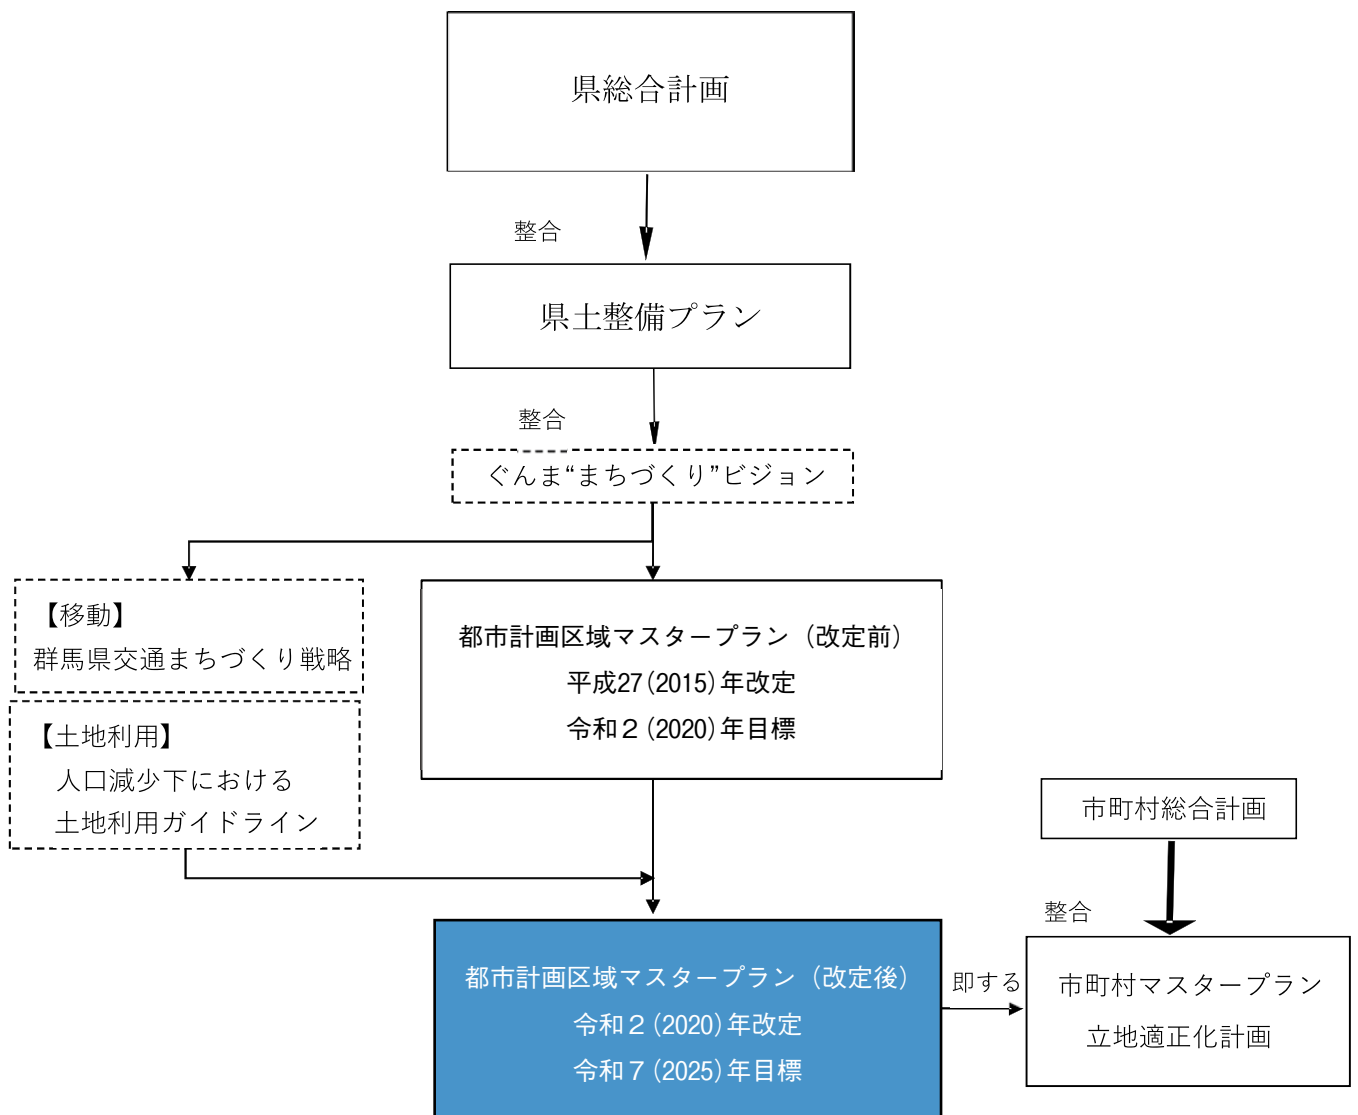 県総合計画
整合
県土整備プラン
整合
ぐんま“まちづくり”ビジョン
【移動】
群馬県交通まちづくり戦略
【土地利用】
人口減少下における
土地利用ガイドライン
都市計画区域マスタープラン（改定前）
平成27(2015)年改定
令和２(2020)年目標
市町村総合計画
整合
都市計画区域マスタープラン（改定後）
令和２(2020)年改定
令和７(2025)年目標
即する
市町村マスタープラン
立地適正化計画